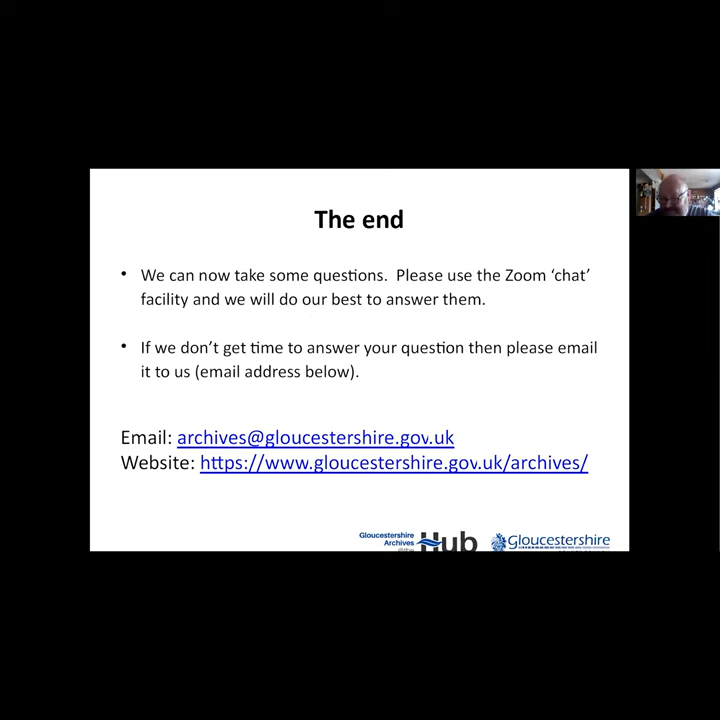 The end
• We can now take some questions.  Please use the Zoom ‘chat’
facility and we will do our best to answer them.
• If we don’t get time to answer your question then please email
it to us (email address below).
Email: archives@gloucestershire.gov.uk
Website: https://www.gloucestershire.gov.uk/archives/
Gloucestershire
Archives
@the
Hub
Gloucestershire